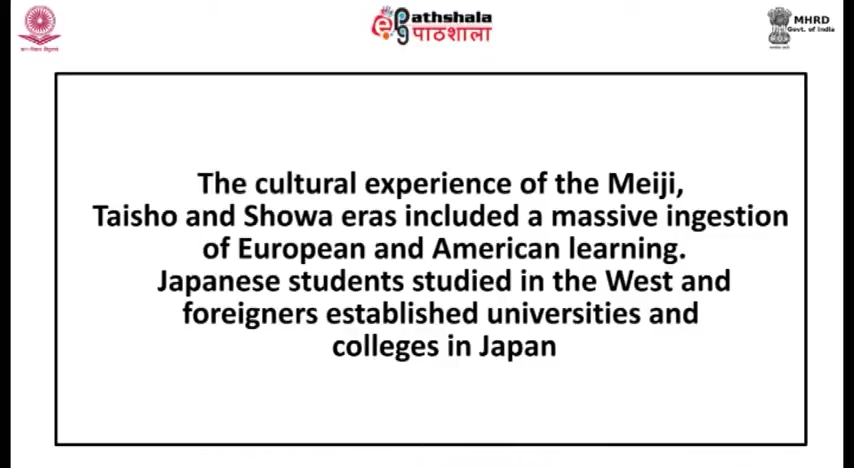 ePathshala
पाठशाला
MHRD
Govt. of India
The cultural experience of the Meiji,
Taisho and Showa eras included a massive ingestion
of European and American learning.
Japanese students studied in the West and
foreigners established universities and
colleges in Japan